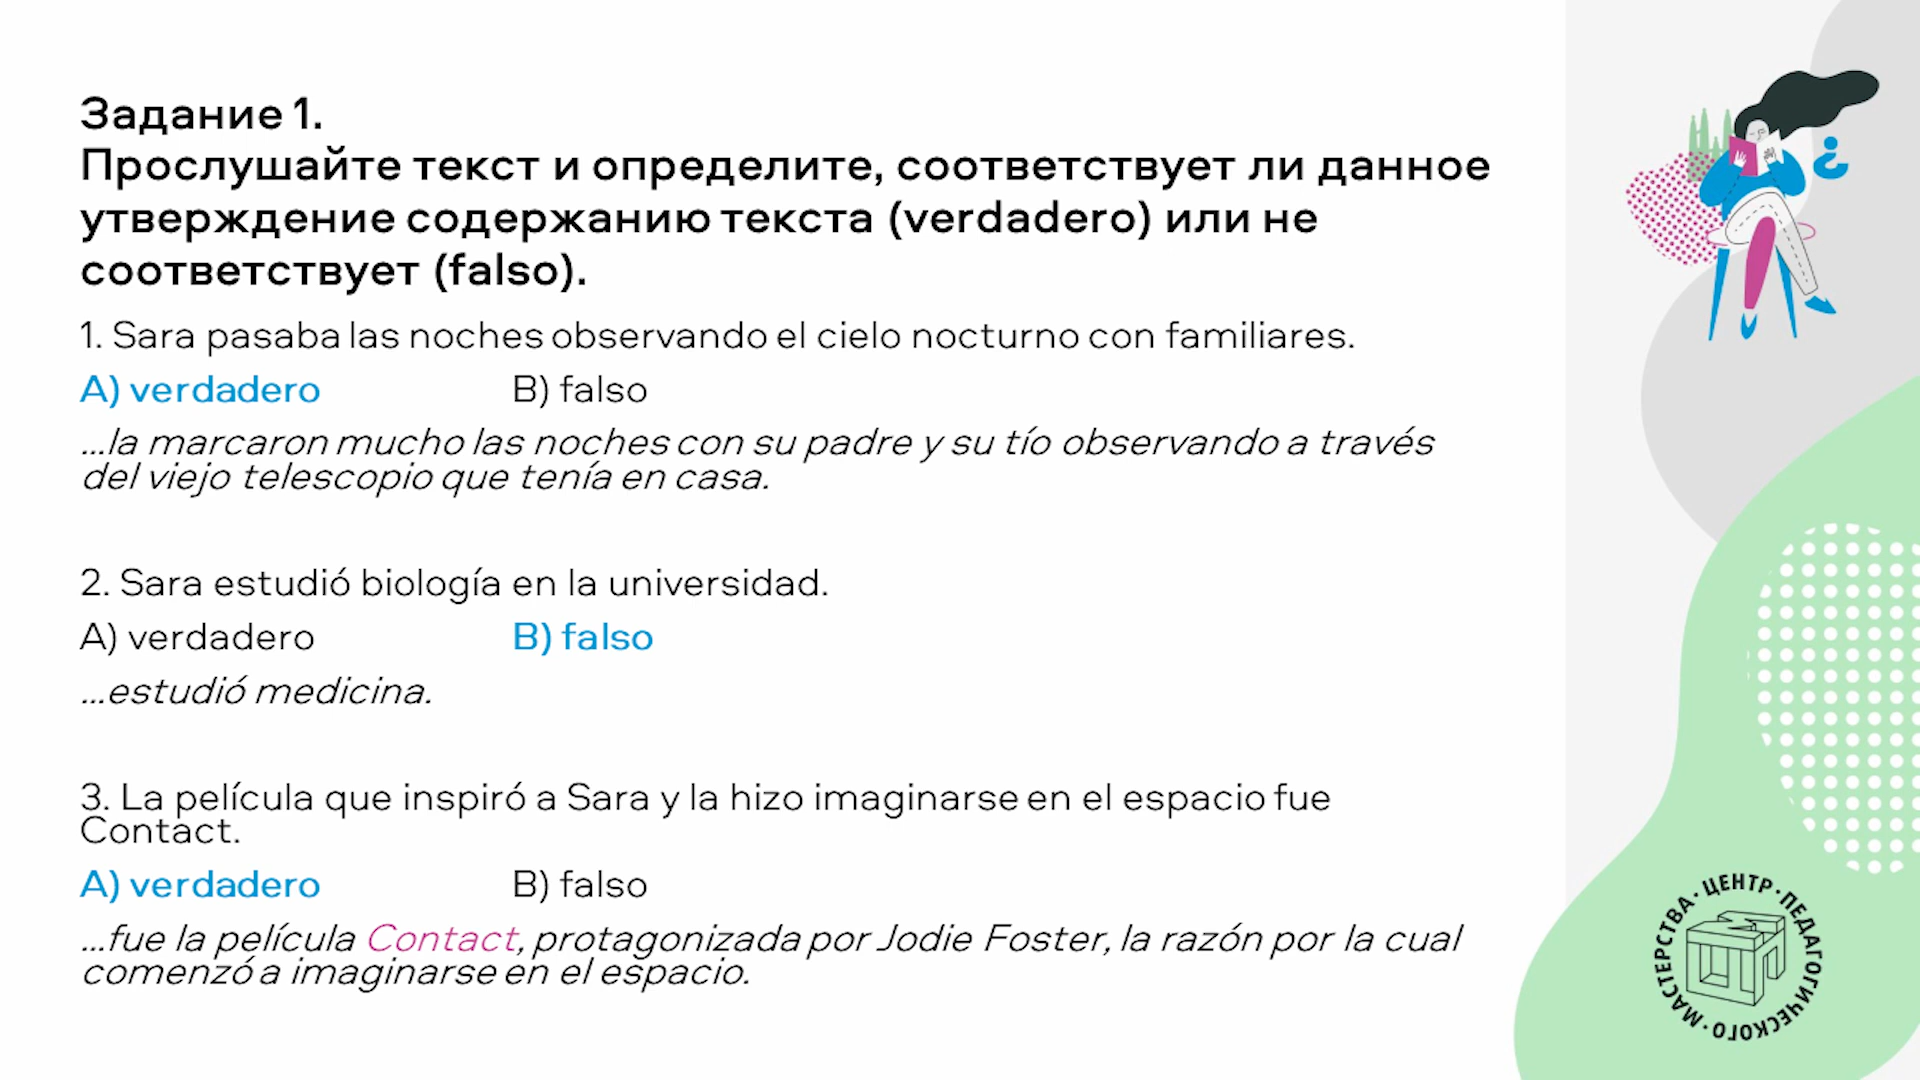 Задание 1.
Прослушайте текст и определите, соответствует ли данное
утверждение содержанию текста (verdadero) или не
соответствует (falso).
1. Sara pasaba las noches observando el cielo nocturno con familiares.
A) verdadero B) falso
...la marcaron mucho las noches con su padre y su tío observando a través
del viejo telescopio que tenía en casa.
2. Sara estudió biología en la universidad.
A) verdadero B) falso
...estudió medicina.
3. La película que inspiró a Sara y la hizo imaginarse en el espacio fue
Contact.
A) verdadero B) falso
...fue la película Contact, protagonizada por Jodie Foster, la razón por la cual
comenzó a imaginarse en el espacio.
¿
ЦЕНТР · ПЕДАГОГИЧЕСКОГО · МАСТЕРСТВА ·